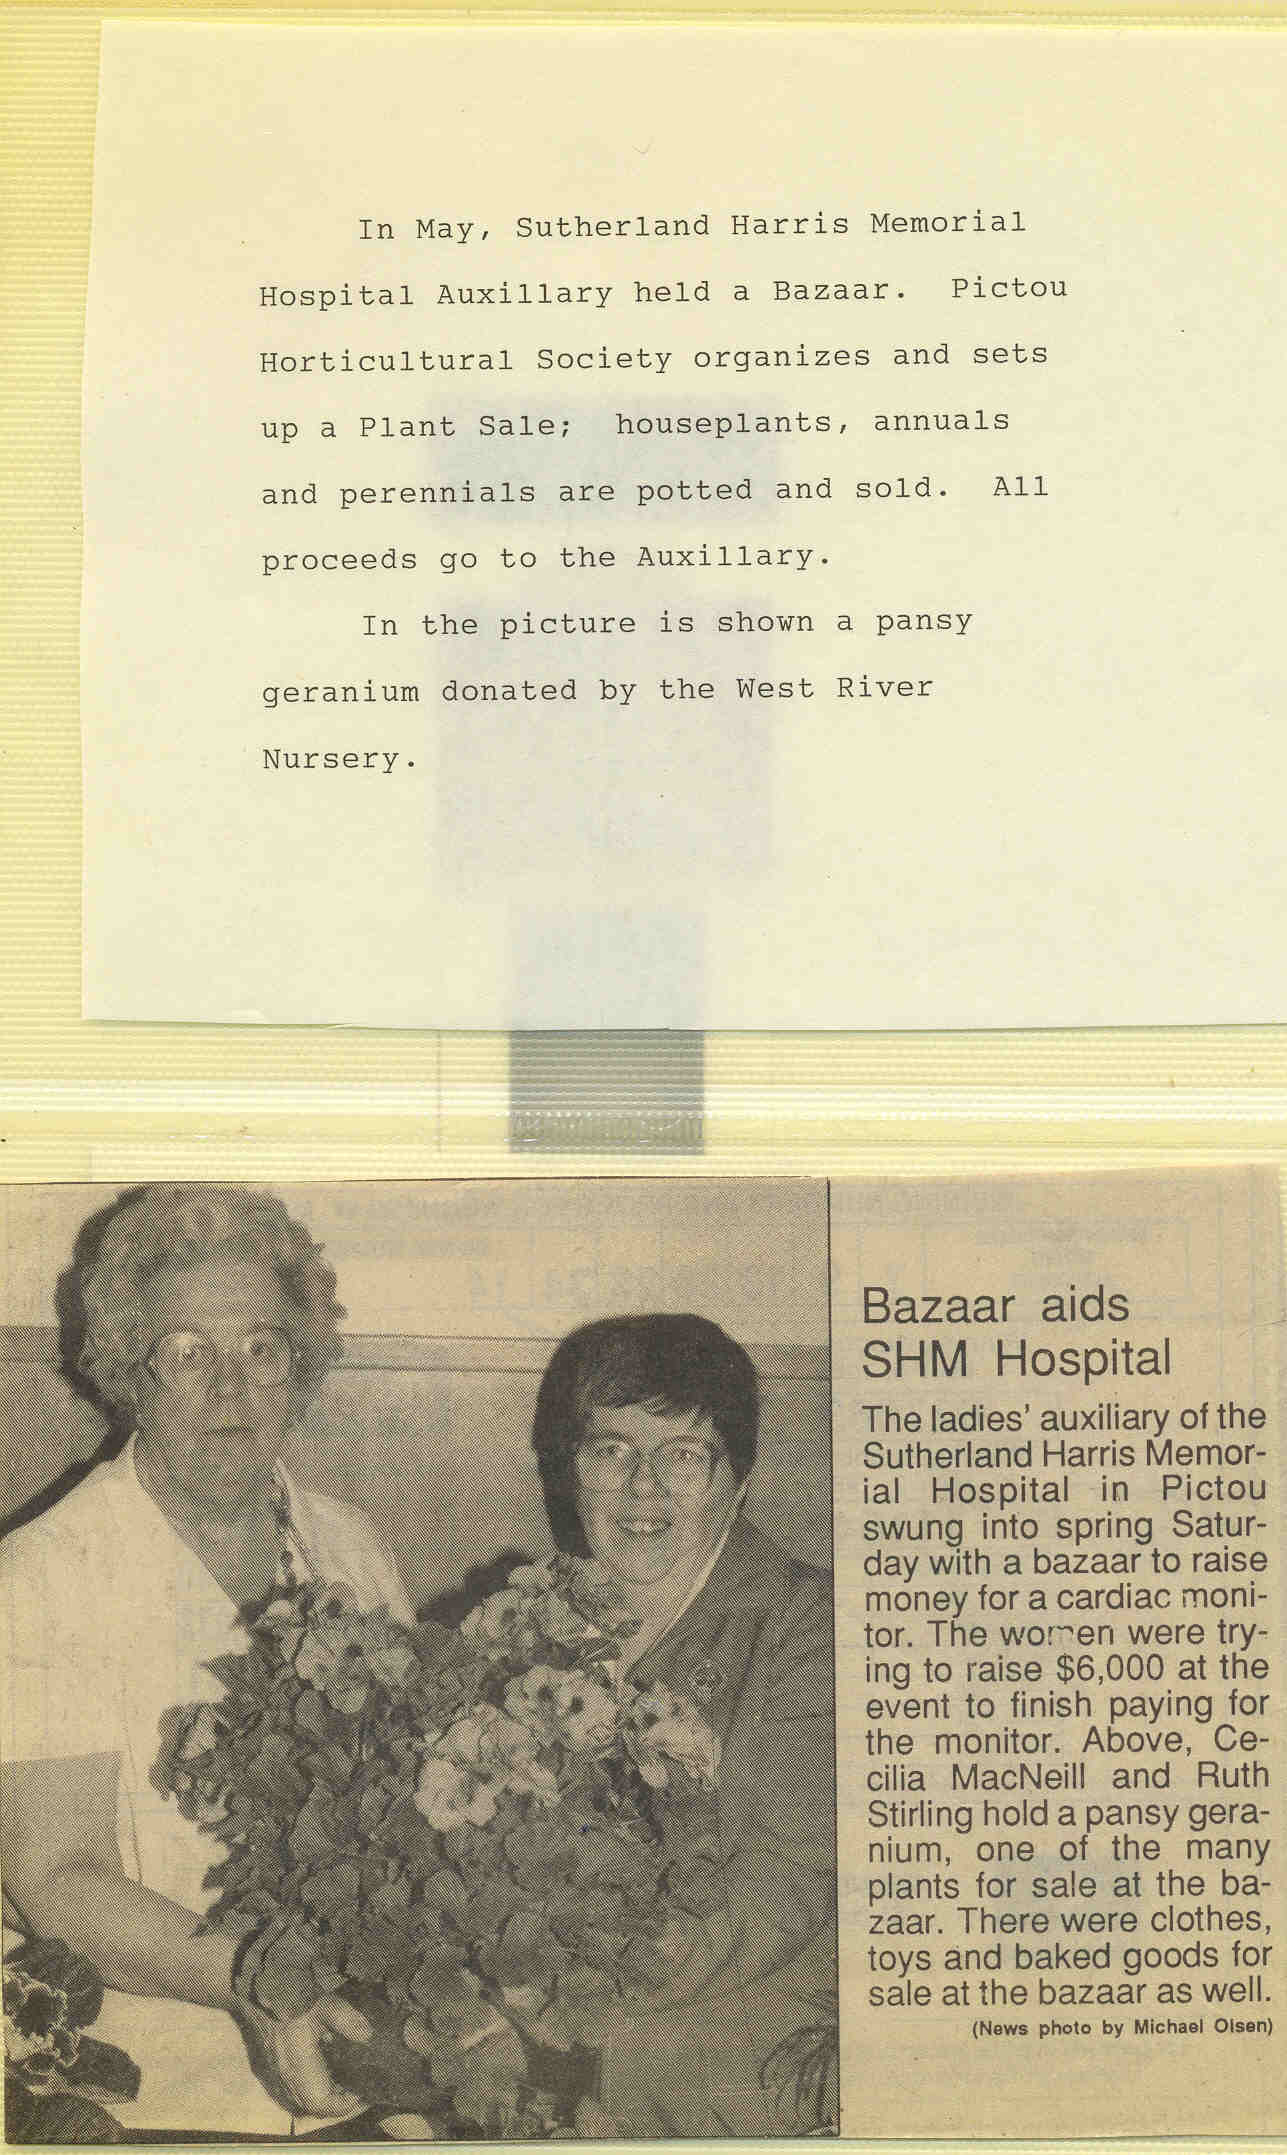 In May, Sutherland Harris Memorial
Hospital Auxillary held a Bazaar. Pictou
Horticultural Society organizes and sets
up a Plant Sale; houseplants, annuals
and perennials are potted and sold. All
proceeds go to the Auxillary.
In the picture is shown a pansy
geranium donated by the West River
Nursery.
Bazaar aids
SHM Hospital
The ladies' auxiliary of the
Sutherland Harris Memor-
ial Hospital in Pictou
swung into spring Satur-
day with a bazaar to raise
money for a cardiac moni-
tor. The women were try-
ing to raise $6,000 at the
event to finish paying for
the monitor. Above, Ce-
cilia MacNeill and Ruth
Stirling hold a pansy gera-
nium, one of the many
plants for sale at the ba-
zaar. There were clothes,
toys and baked goods for
sale at the bazaar as well.
(News photo by Michael Olsen)